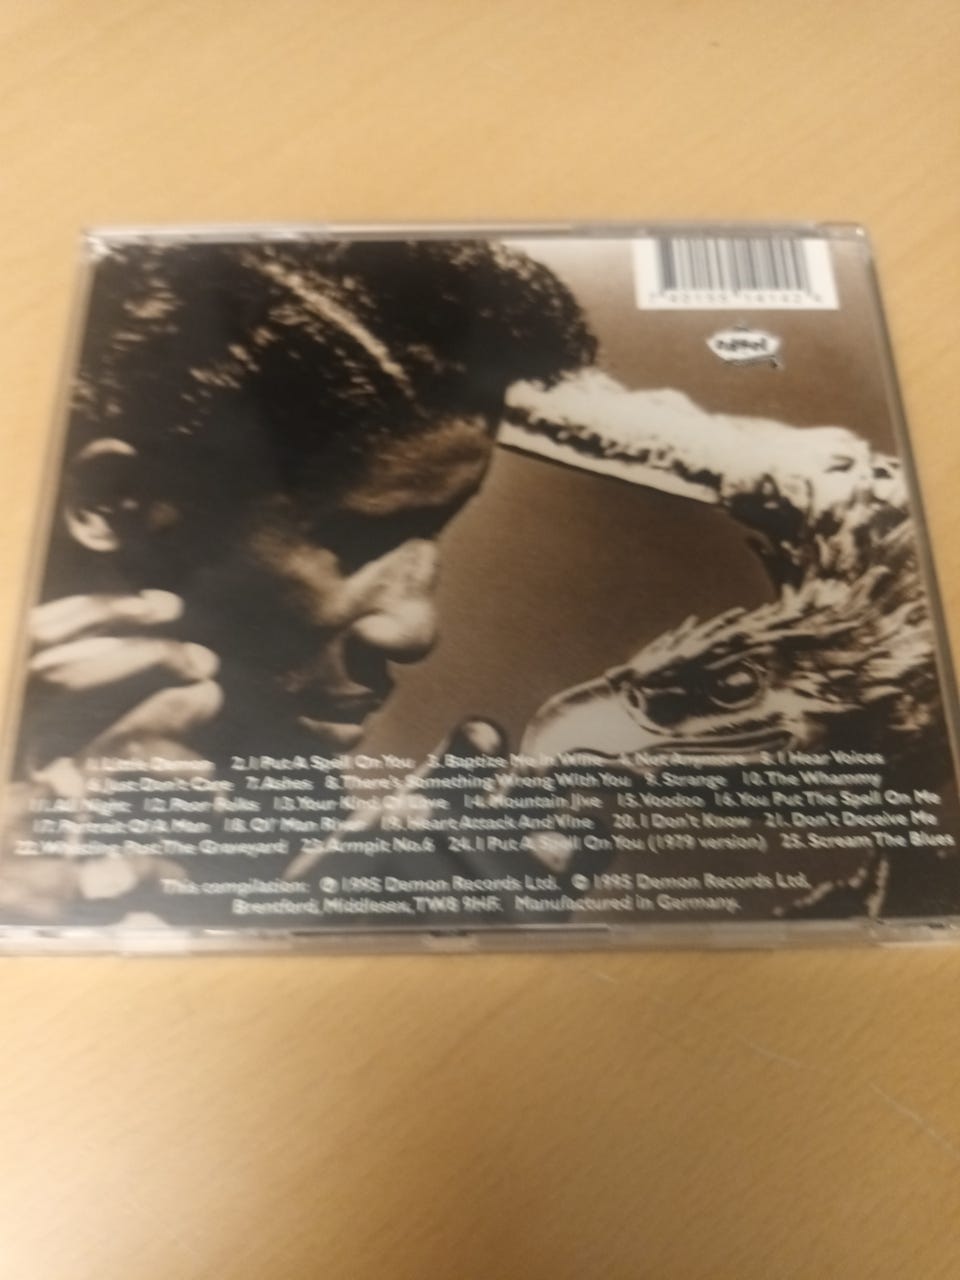 1. Little Demon 2. I Put A Spell On You 3. Baptize Me In Wine 4. Not Anymore 5. I Hear Voices
6. Just Don't Care 7. Ashes 8. There's Something Wrong With You 9. Strange 10. The Whammy
11. All Night 12. Poor Folks 13. Your Kind Of Love 14. Mountain Jive 15. Voodoo 16. You Put The Spell On Me
17. Portrait Of A Man 18. Ol' Man River 19. Heart Attack And Vine 20. I Don't Know 21. Don't Deceive Me
22. Whistling Past The Graveyard 23. Armpit No.6 24. I Put A Spell On You (1979 version) 25. Scream The Blues
This compilation: ℗ 1995 Demon Records Ltd. © 1995 Demon Records Ltd,
Brentford, Middlesex, TW8 9HF. Manufactured in Germany.